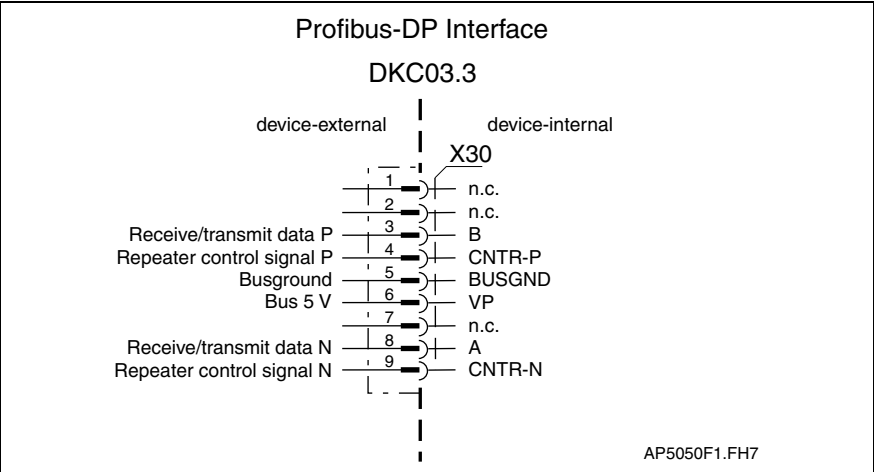 Profibus-DP Interface
DKC03.3
device-external device-internal
X30
1 n.c.
2 n.c.
Receive/transmit data P 3 B
Repeater control signal P 4 CNTR-P
Busground 5 BUSGND
Bus 5 V 6 VP
7 n.c.
Receive/transmit data N 8 A
Repeater control signal N 9 CNTR-N
AP5050F1.FH7